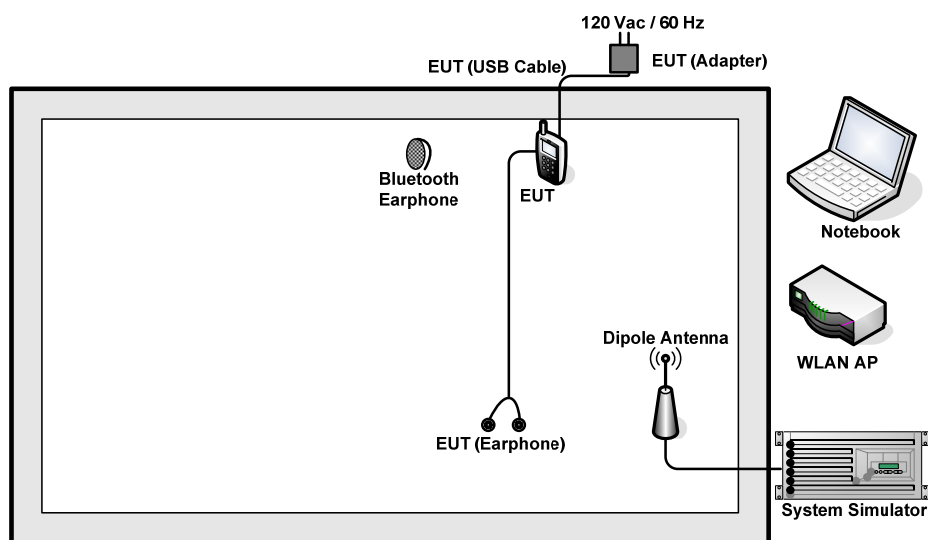 120 Vac / 60 Hz
EUT (USB Cable)
EUT (Adapter)
Bluetooth
Earphone
EUT
Notebook
WLAN AP
Dipole Antenna
EUT (Earphone)
System Simulator